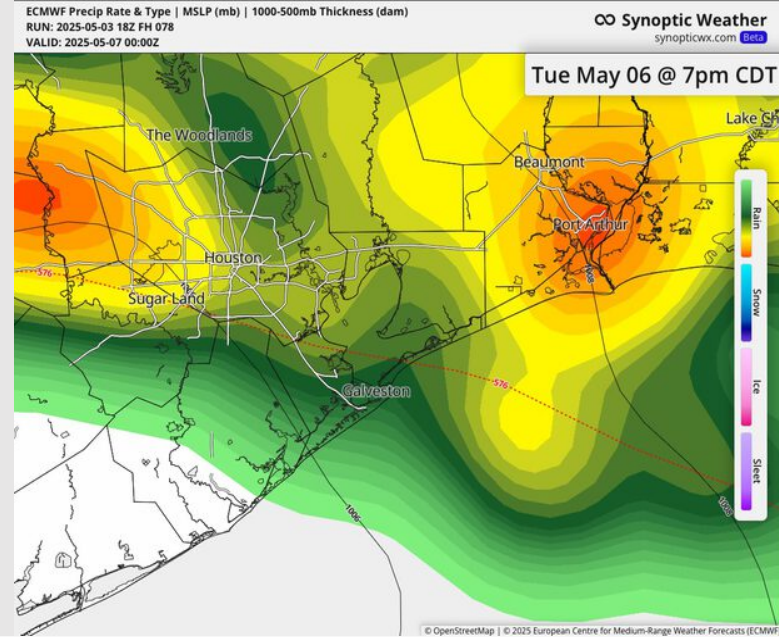 ECMWF Precip Rate & Type | MSLP (mb) | 1000-500mb Thickness (dam)
RUN: 2025-05-03 18Z FH 078
VALID: 2025-05-07 00:00Z
Synoptic Weather
synopticwx.com Beta
Tue May 06 @ 7pm CDT
The Woodlands
Lake Ch
Beaumont
Port Arthur
Houston
576
Sugar Land
1008
Rain
Snow
Ice
Sleet
576
Galveston
1006
© OpenStreetMap | © 2025 European Centre for Medium-Range Weather Forecasts (ECMWF